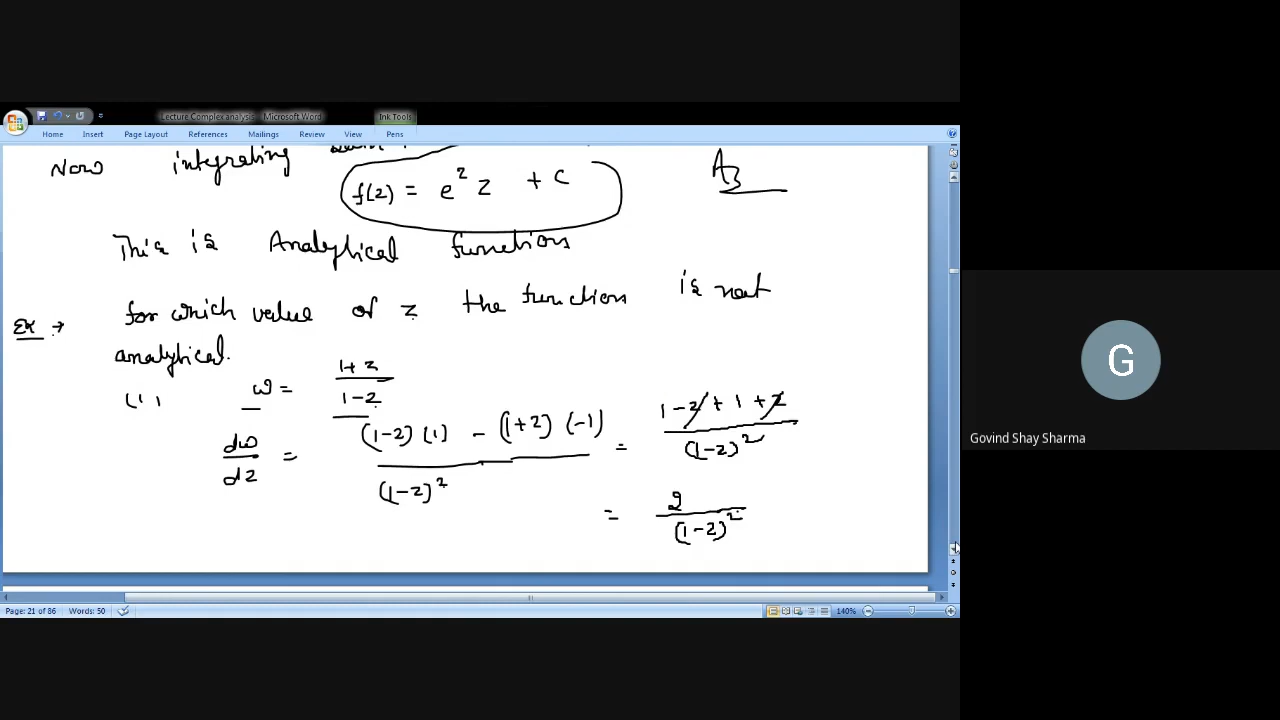 Lecture Complex analysis - Microsoft Word
Ink Tools
Home Insert Page Layout References Mailings Review View Pens
Now integrating
f(z) = e^z z + c
Ans
This is Analytical functions
Ex → for which value of z the function is not
analytical.
(1) w = (1+z)/(1-z)
dw/dz = ((1-z)(1) - (1+z)(-1))/(1-z)² = (1-z+1+z)/(1-z)²
= 2/(1-z)²
Page: 21 of 86 Words: 50 140%
G
Govind Shay Sharma